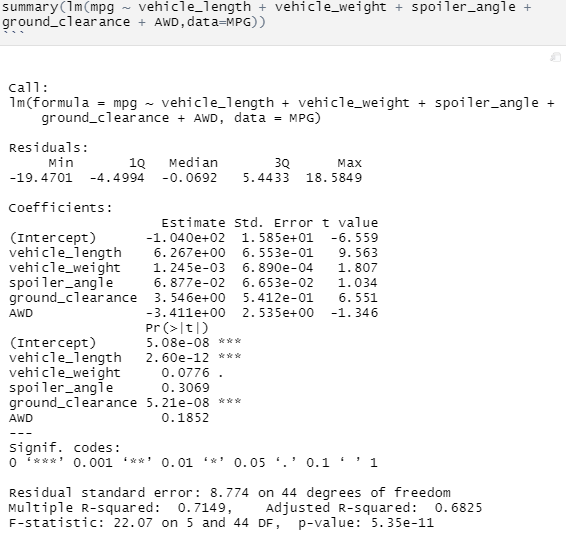 summary(lm(mpg ~ vehicle_length + vehicle_weight + spoiler_angle +
ground_clearance + AWD,data=MPG))
```
Call:
lm(formula = mpg ~ vehicle_length + vehicle_weight + spoiler_angle +
    ground_clearance + AWD, data = MPG)
Residuals:
     Min       1Q   Median       3Q      Max
-19.4701  -4.4994  -0.0692   5.4433  18.5849
Coefficients:
                   Estimate Std. Error t value
(Intercept)      -1.040e+02  1.585e+01  -6.559
vehicle_length    6.267e+00  6.553e-01   9.563
vehicle_weight    1.245e-03  6.890e-04   1.807
spoiler_angle     6.877e-02  6.653e-02   1.034
ground_clearance  3.546e+00  5.412e-01   6.551
AWD              -3.411e+00  2.535e+00  -1.346
                 Pr(>|t|)
(Intercept)      5.08e-08 ***
vehicle_length   2.60e-12 ***
vehicle_weight     0.0776 .
spoiler_angle      0.3069
ground_clearance 5.21e-08 ***
AWD                0.1852
---
Signif. codes:
0 ‘***’ 0.001 ‘**’ 0.01 ‘*’ 0.05 ‘.’ 0.1 ‘ ’ 1
Residual standard error: 8.774 on 44 degrees of freedom
Multiple R-squared:  0.7149,    Adjusted R-squared:  0.6825
F-statistic: 22.07 on 5 and 44 DF,  p-value: 5.35e-11